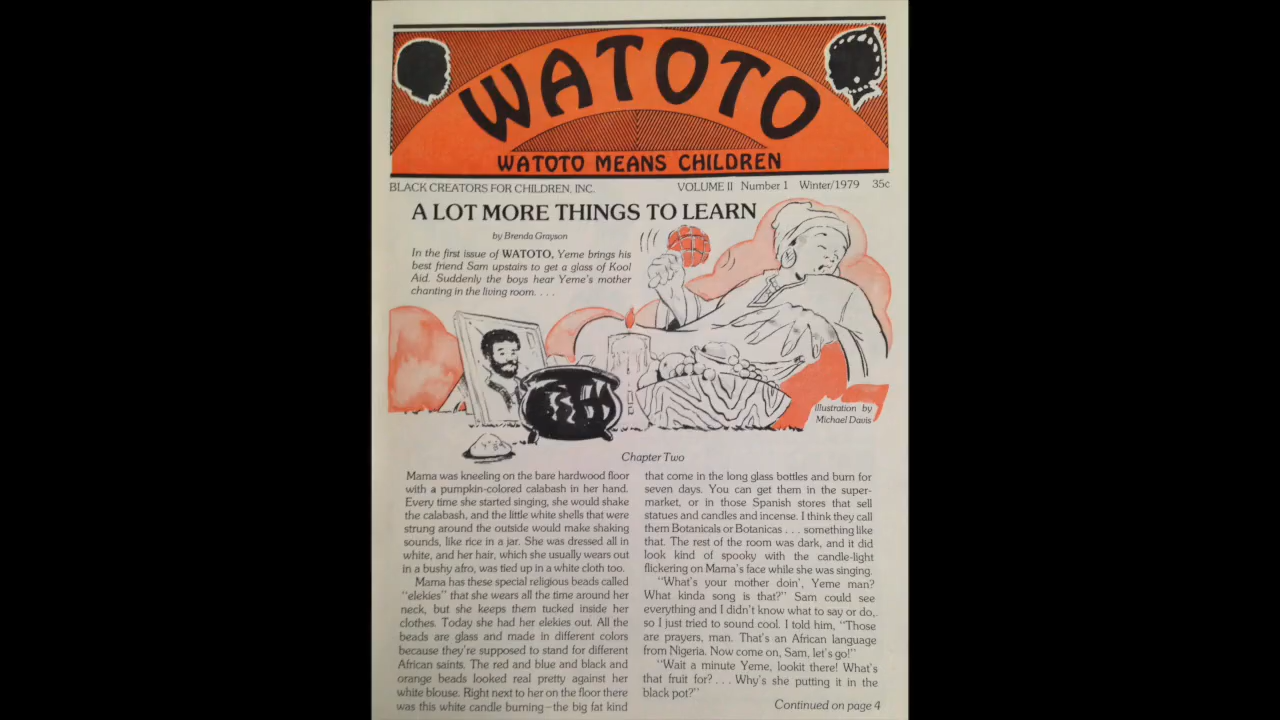 WATOTO
WATOTO MEANS CHILDREN
BLACK CREATORS FOR CHILDREN, INC.
VOLUME II Number 1 Winter/1979 35c
A LOT MORE THINGS TO LEARN
by Brenda Grayson
In the first issue of WATOTO, Yeme brings his
best friend Sam upstairs to get a glass of Kool
Aid. Suddenly the boys hear Yeme's mother
chanting in the living room. . . .
illustration by
Michael Davis
Chapter Two
Mama was kneeling on the bare hardwood floor
with a pumpkin-colored calabash in her hand.
Every time she started singing, she would shake
the calabash, and the little white shells that were
strung around the outside would make shaking
sounds, like rice in a jar. She was dressed all in
white, and her hair, which she usually wears out
in a bushy afro, was tied up in a white cloth too.
Mama has these special religious beads called
"elekies" that she wears all the time around her
neck, but she keeps them tucked inside her
clothes. Today she had her elekies out. All the
beads are glass and made in different colors
because they're supposed to stand for different
African saints. The red and blue and black and
orange beads looked real pretty against her
white blouse. Right next to her on the floor there
was this white candle burning—the big fat kind
that come in the long glass bottles and burn for
seven days. You can get them in the super-
market, or in those Spanish stores that sell
statues and candles and incense. I think they call
them Botanicals or Botanicas . . . something like
that. The rest of the room was dark, and it did
look kind of spooky with the candle-light
flickering on Mama's face while she was singing.
"What's your mother doin', Yeme man?
What kinda song is that?" Sam could see
everything and I didn't know what to say or do,
so I just tried to sound cool. I told him, "Those
are prayers, man. That's an African language
from Nigeria. Now come on, Sam, let's go!"
"Wait a minute Yeme, lookit there! What's
that fruit for? . . . Why's she putting it in the
black pot?"
Continued on page 4